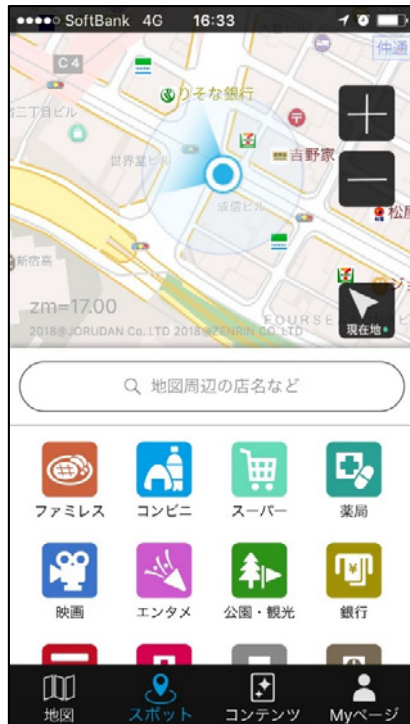 SoftBank 4G 16:33
C4
仲通
りそな銀行
三丁目ビル
世界堂ビル
吉野家
成信ビル
松屋
新宿高
zm=17.00
FOURSE
2018@JORUDAN Co.LTD 2018@ZENRIN CO.LTD
現在地
地図周辺の店名など
ファミレス コンビニ スーパー 薬局
映画 エンタメ 公園・観光 銀行
地図 スポット コンテンツ Myページ